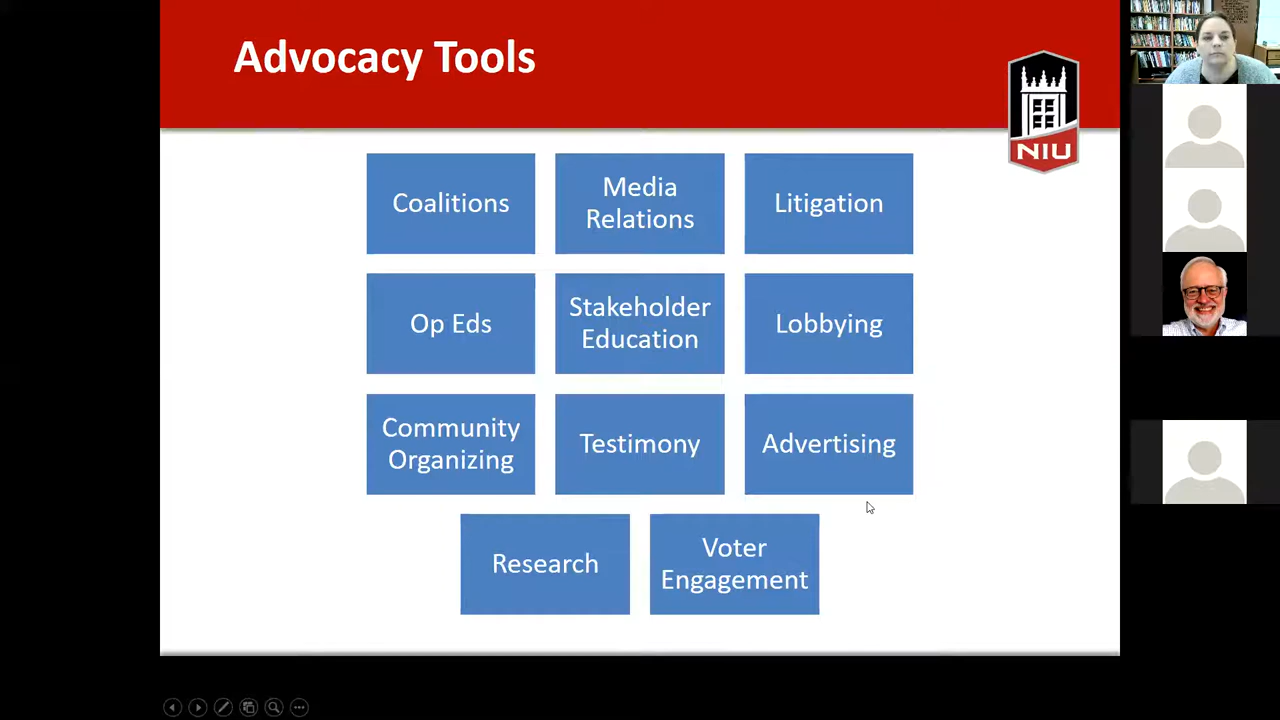 Advocacy Tools
NIU
Coalitions
Media
Relations
Litigation
Op Eds
Stakeholder
Education
Lobbying
Community
Organizing
Testimony
Advertising
Research
Voter
Engagement